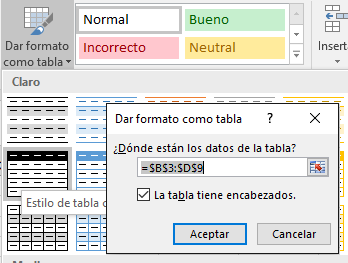 Dar formato
como tabla
Normal
Bueno
Incorrecto
Neutral
Insert
Claro
Dar formato como tabla
?
×
¿Dónde están los datos de la tabla?
=$B$3:$D$9
La tabla tiene encabezados.
Estilo de tabla c
Aceptar
Cancelar